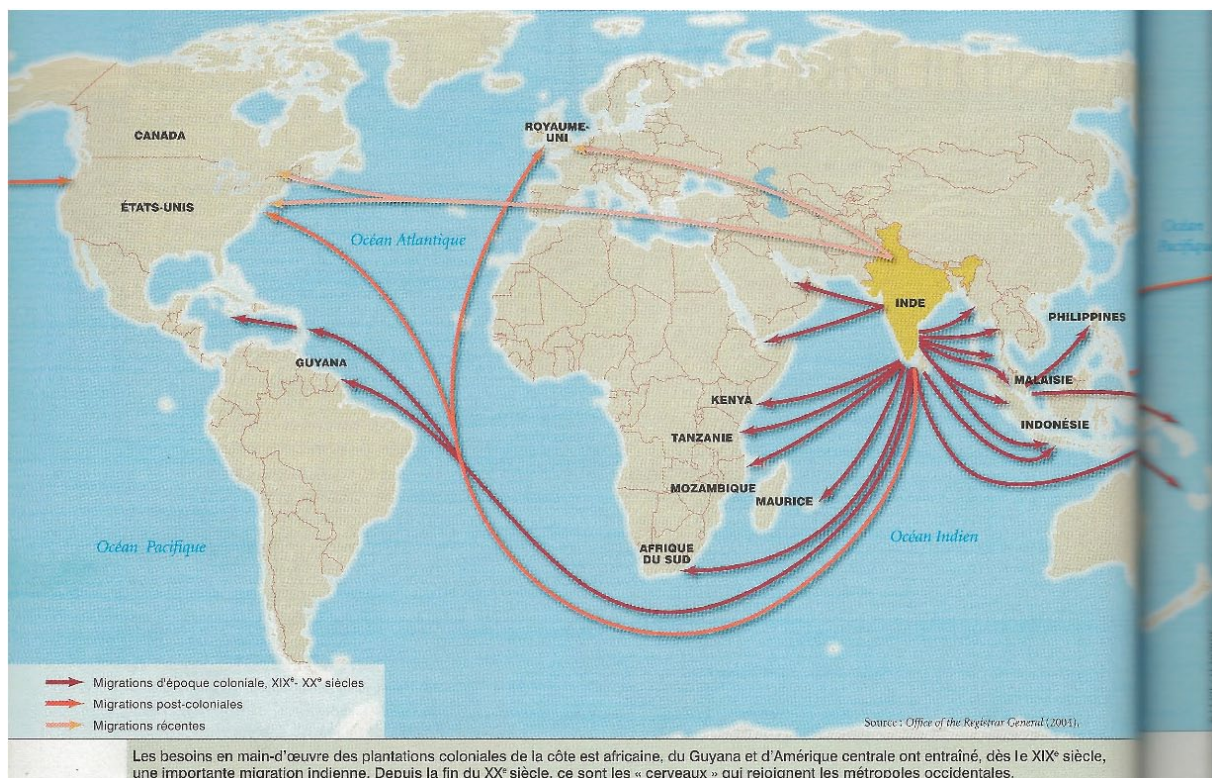 CANADA
ROYAUME-
UNI
ÉTATS-UNIS
Océan Atlantique
Océan
Pacifique
INDE
PHILIPPINES
GUYANA
MALAISIE
KENYA
INDONÉSIE
TANZANIE
MOZAMBIQUE
MAURICE
Océan Pacifique
Océan Indien
AFRIQUE
DU SUD
Migrations d'époque coloniale, XIXᵉ- XXᵉ siècles
Migrations post-coloniales
Migrations récentes
Source : Office of the Registrar General (2004).
Les besoins en main-d'œuvre des plantations coloniales de la côte est africaine, du Guyana et d'Amérique centrale ont entraîné, dès le XIXᵉ siècle,
une importante migration indienne. Depuis la fin du XXᵉ siècle, ce sont les « cerveaux » qui rejoignent les métropoles occidentales.